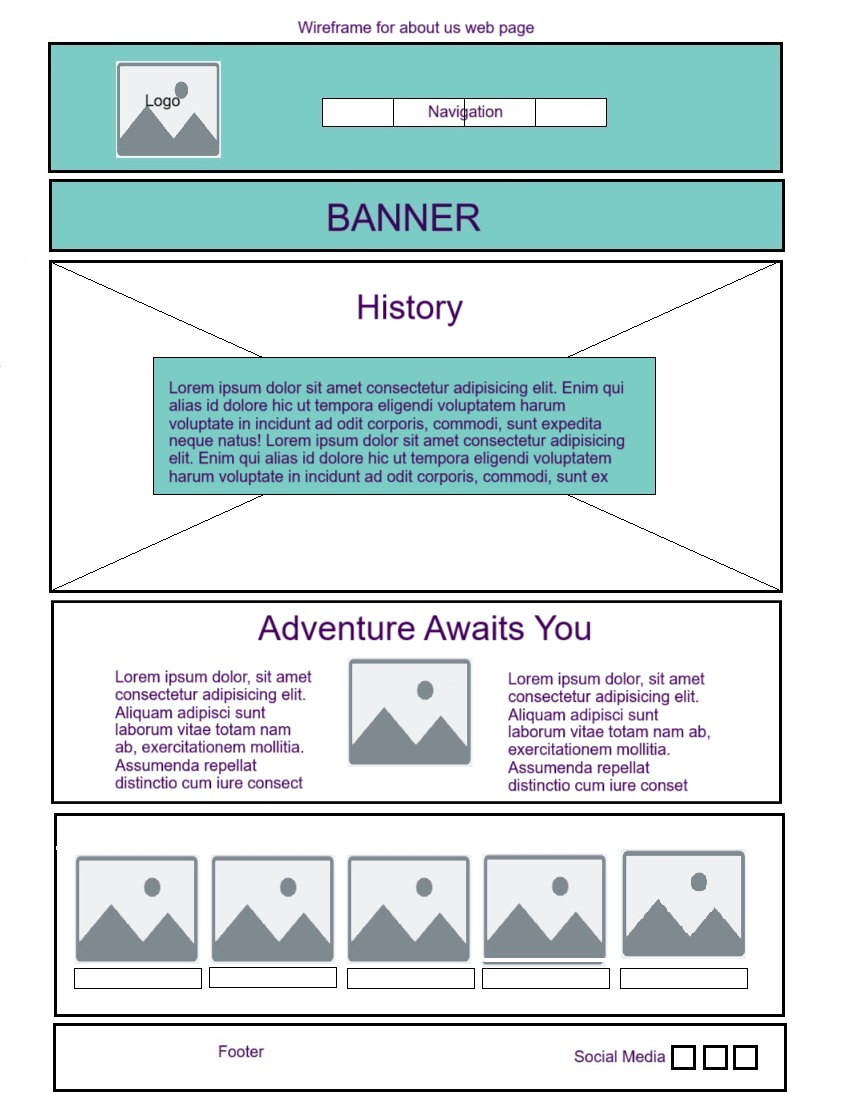 Wireframe for about us web page
Logo
Navigation
BANNER
History
Lorem ipsum dolor sit amet consectetur adipisicing elit. Enim qui
alias id dolore hic ut tempora eligendi voluptatem harum
voluptate in incidunt ad odit corporis, commodi, sunt expedita
neque natus! Lorem ipsum dolor sit amet consectetur adipisicing
elit. Enim qui alias id dolore hic ut tempora eligendi voluptatem
harum voluptate in incidunt ad odit corporis, commodi, sunt ex
Adventure Awaits You
Lorem ipsum dolor, sit amet
consectetur adipisicing elit.
Aliquam adipisci sunt
laborum vitae totam nam
ab, exercitationem mollitia.
Assumenda repellat
distinctio cum iure consect
Lorem ipsum dolor, sit amet
consectetur adipisicing elit.
Aliquam adipisci sunt
laborum vitae totam nam ab,
exercitationem mollitia.
Assumenda repellat
distinctio cum iure conset
Footer
Social Media